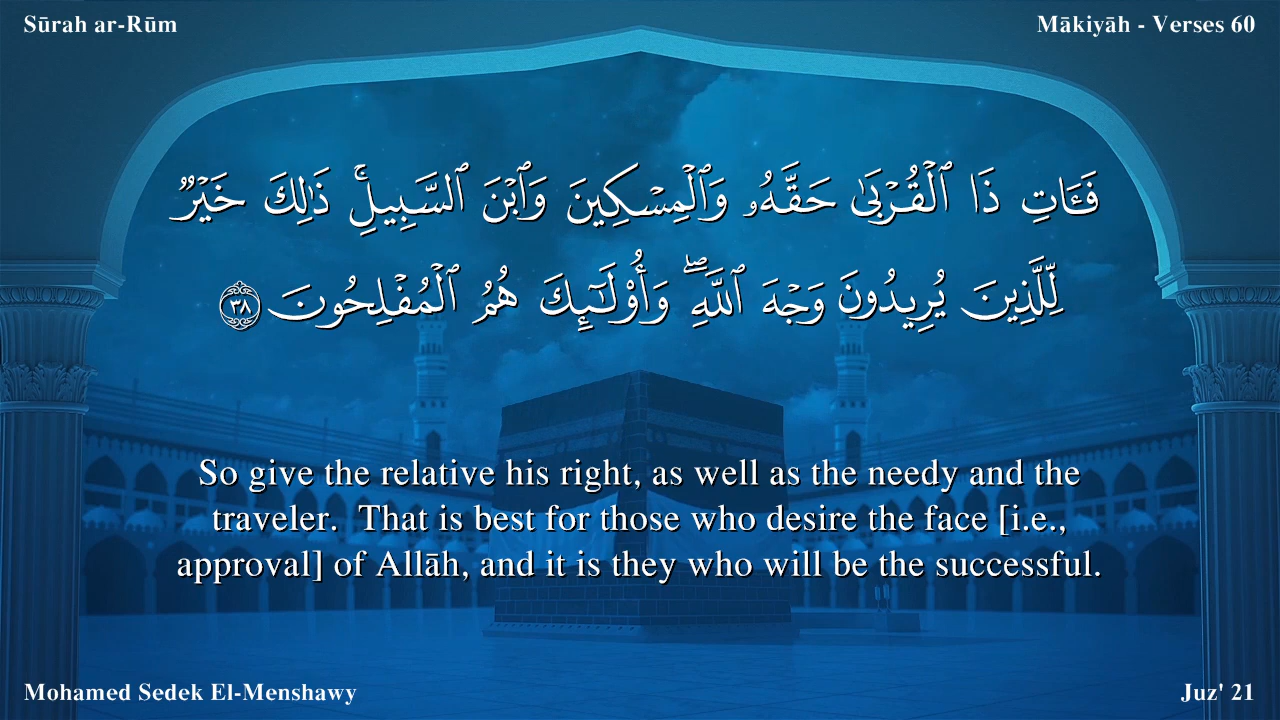 Sūrah ar-Rūm
Mākiyāh - Verses 60
فَـَٔاتِ ذَا ٱلْقُرْبَىٰ حَقَّهُۥ وَٱلْمِسْكِينَ وَٱبْنَ ٱلسَّبِيلِ ۚ ذَٰلِكَ خَيْرٌۭ
لِّلَّذِينَ يُرِيدُونَ وَجْهَ ٱللَّهِ ۖ وَأُو۟لَـٰٓئِكَ هُمُ ٱلْمُفْلِحُونَ ٣٨
So give the relative his right, as well as the needy and the
traveler.  That is best for those who desire the face [i.e.,
approval] of Allāh, and it is they who will be the successful.
Mohamed Sedek El-Menshawy
Juz' 21